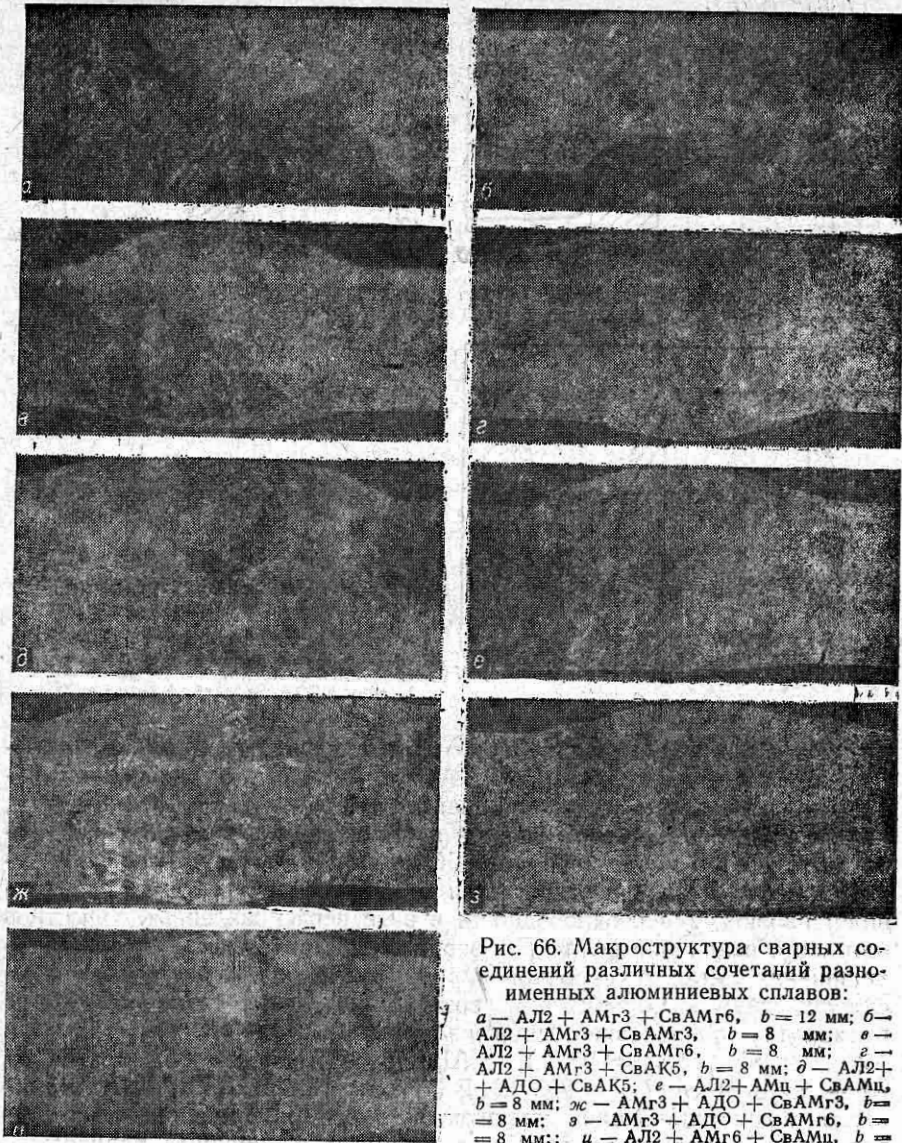 а
б
в
г
д
е
ж
з
и
Рис. 66. Макроструктура сварных со-
единений различных сочетаний разно-
именных алюминиевых сплавов:
а — АЛ2 + АМг3 + СвАМг6, b = 12 мм; б —
АЛ2 + АМг3 + СвАМг3, b = 8 мм; в —
АЛ2 + АМг3 + СвАМг6, b = 8 мм; г —
АЛ2 + АМг3 + СвАК5, b = 8 мм; д — АЛ2+
+ АДО + СвАК5; е — АЛ2+АМц + СвАМц,
b = 8 мм; ж — АМг3 + АДО + СвАМг3, b=
= 8 мм: з — АМг3 + АДО + СвАМг6, b =
= 8 мм:; и — АЛ2 + АМг6 + СвАМц, b =